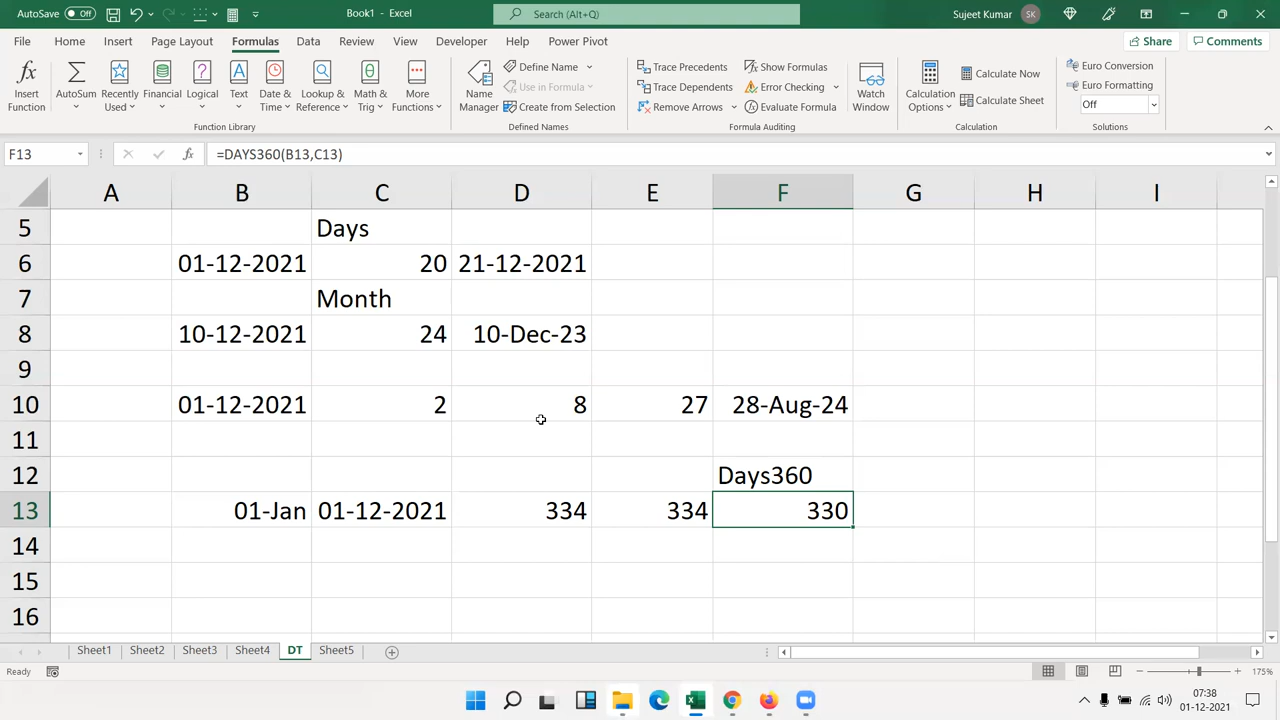 AutoSave Off Book1 - Excel Search (Alt+Q) Sujeet Kumar SK
File Home Insert Page Layout Formulas Data Review View Developer Help Power Pivot Share Comments
Insert Function
AutoSum
Recently Used
Financial
Logical
Text
Date & Time
Lookup & Reference
Math & Trig
More Functions
Function Library
Name Manager
Define Name
Use in Formula
Create from Selection
Defined Names
Trace Precedents
Trace Dependents
Remove Arrows
Show Formulas
Error Checking
Evaluate Formula
Formula Auditing
Watch Window
Calculation Options
Calculate Now
Calculate Sheet
Calculation
Euro Conversion
Euro Formatting
Off
Solutions
F13 fx =DAYS360(B13,C13)
A B C D E F G H I
5 Days
6 01-12-2021 20 21-12-2021
7 Month
8 10-12-2021 24 10-Dec-23
9
10 01-12-2021 2 8 27 28-Aug-24
11
12 Days360
13 01-Jan 01-12-2021 334 334 330
14
15
16
Sheet1 Sheet2 Sheet3 Sheet4 DT Sheet5
Ready 175%
07:38
01-12-2021